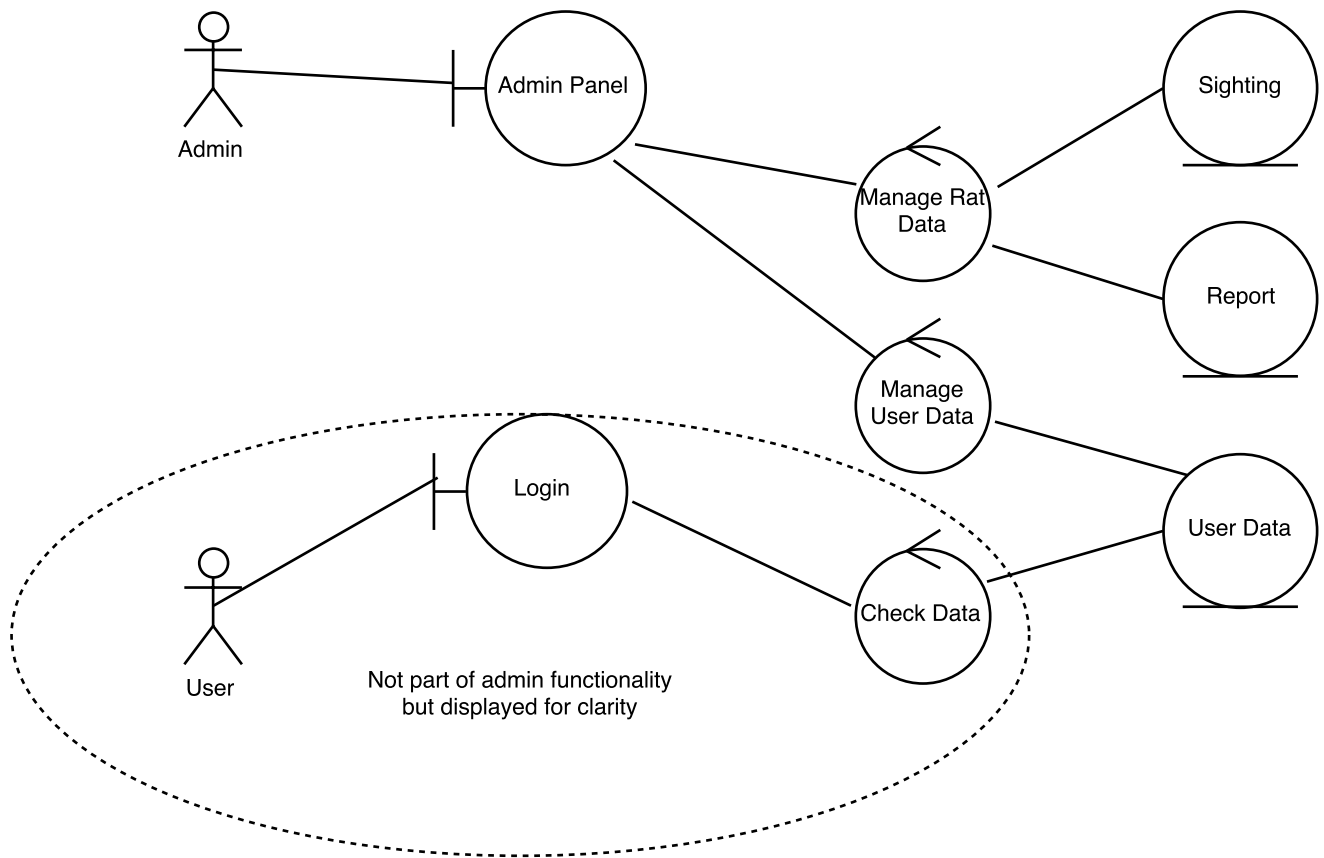 Admin Panel
Sighting
Admin
Manage Rat
Data
Report
Manage
User Data
Login
User Data
Check Data
User
Not part of admin functionality
but displayed for clarity